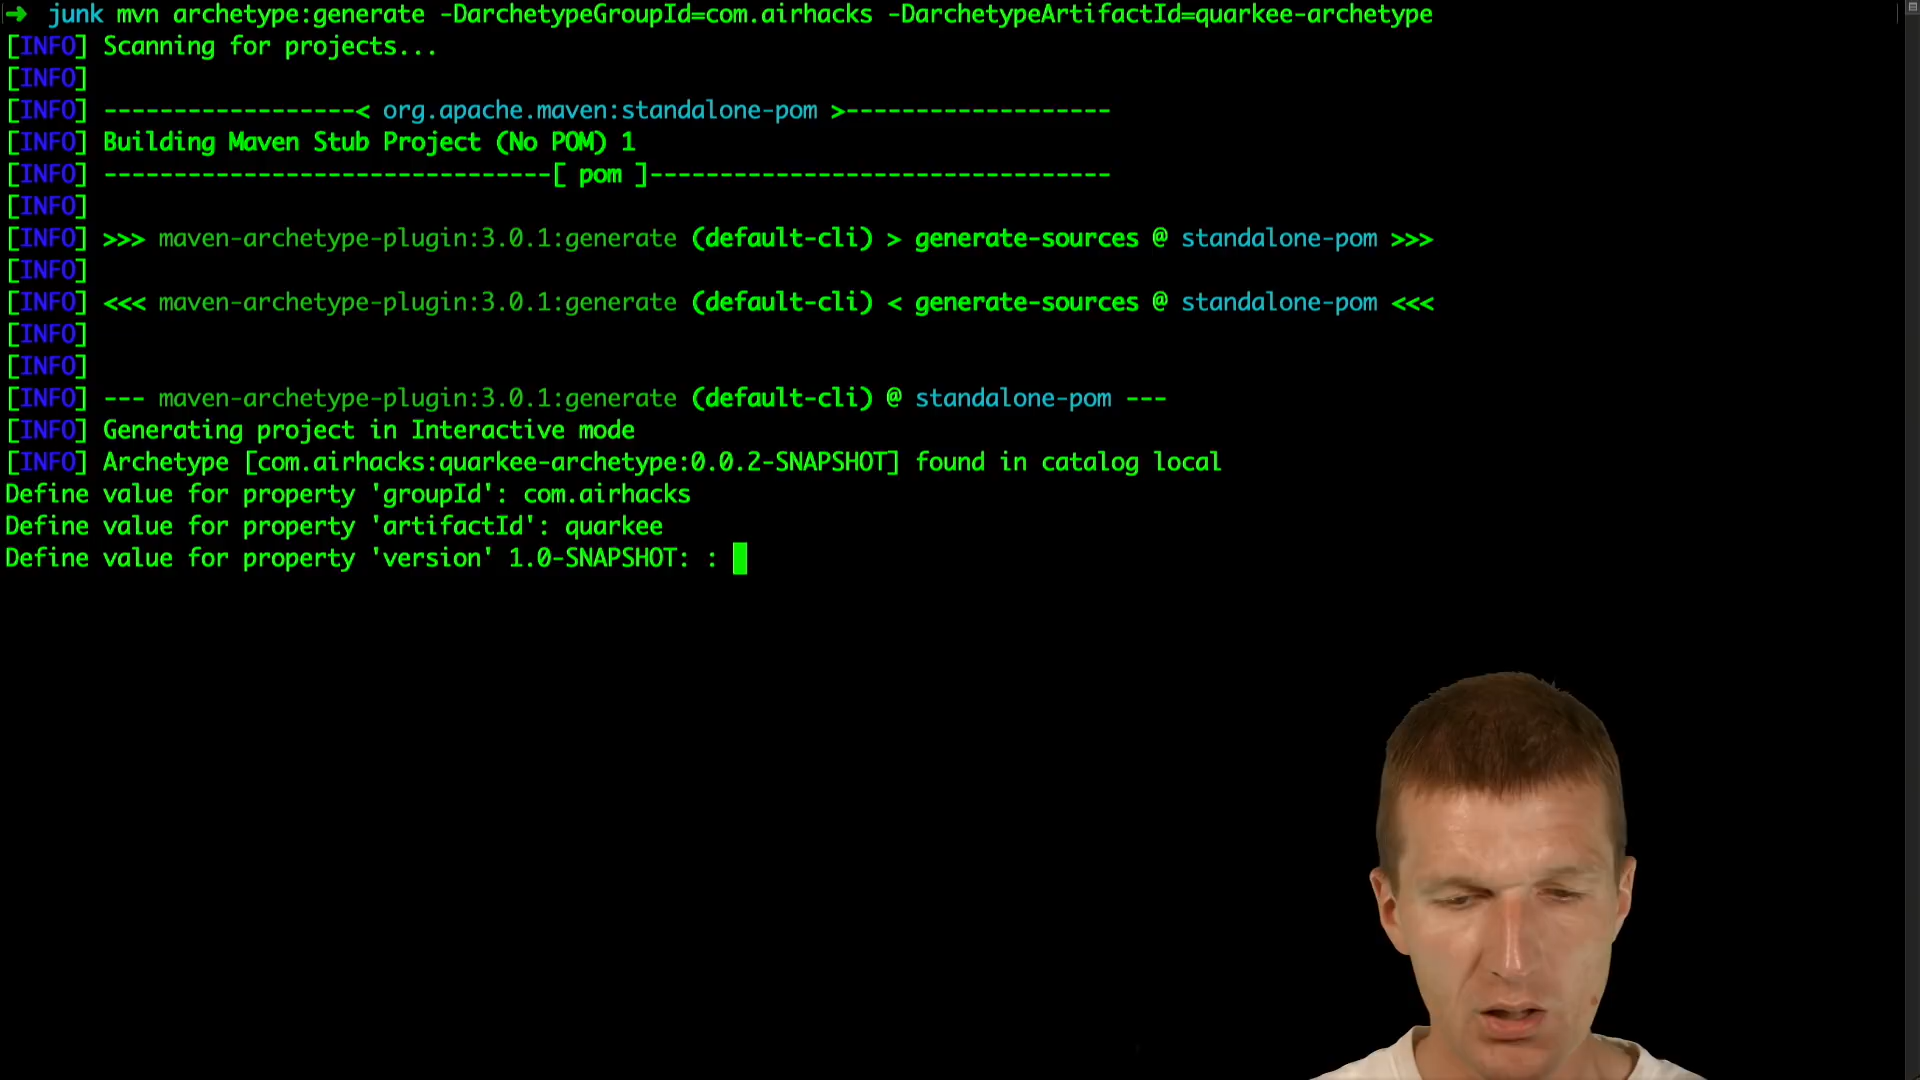 ➜ junk mvn archetype:generate -DarchetypeGroupId=com.airhacks -DarchetypeArtifactId=quarkee-archetype
[INFO] Scanning for projects...
[INFO]
[INFO] ------------------< org.apache.maven:standalone-pom >-------------------
[INFO] Building Maven Stub Project (No POM) 1
[INFO] --------------------------------[ pom ]---------------------------------
[INFO]
[INFO] >>> maven-archetype-plugin:3.0.1:generate (default-cli) > generate-sources @ standalone-pom >>>
[INFO]
[INFO] <<< maven-archetype-plugin:3.0.1:generate (default-cli) < generate-sources @ standalone-pom <<<
[INFO]
[INFO]
[INFO] --- maven-archetype-plugin:3.0.1:generate (default-cli) @ standalone-pom ---
[INFO] Generating project in Interactive mode
[INFO] Archetype [com.airhacks:quarkee-archetype:0.0.2-SNAPSHOT] found in catalog local
Define value for property 'groupId': com.airhacks
Define value for property 'artifactId': quarkee
Define value for property 'version' 1.0-SNAPSHOT: :